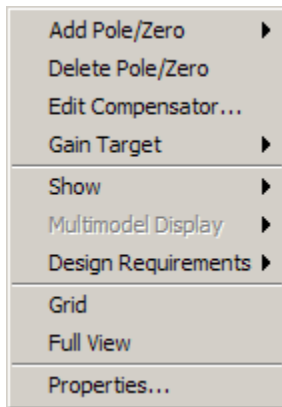 Add Pole/Zero
Delete Pole/Zero
Edit Compensator...
Gain Target
Show
Multimodel Display
Design Requirements
Grid
Full View
Properties...